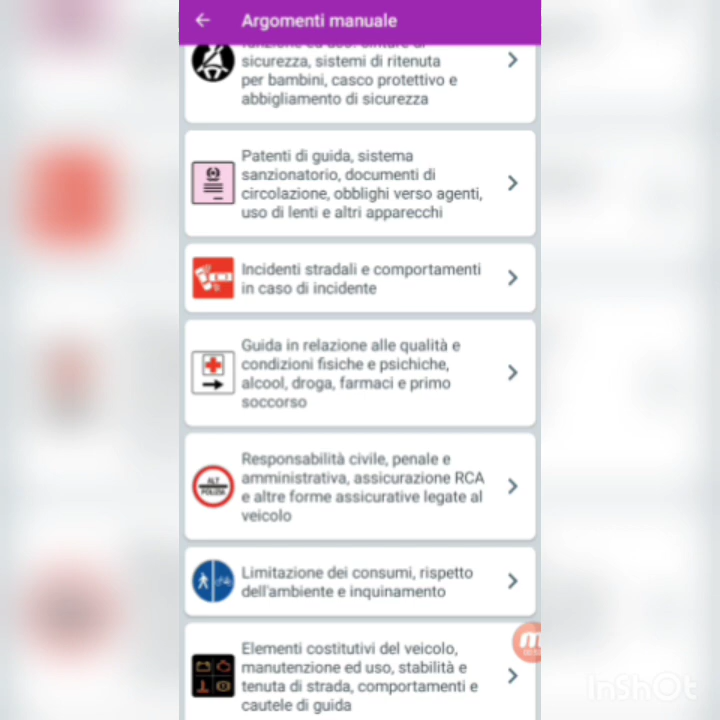 Argomenti manuale
sicurezza, sistemi di ritenuta
per bambini, casco protettivo e
abbigliamento di sicurezza
Patenti di guida, sistema
sanzionatorio, documenti di
circolazione, obblighi verso agenti,
uso di lenti e altri apparecchi
Incidenti stradali e comportamenti
in caso di incidente
Guida in relazione alle qualità e
condizioni fisiche e psichiche,
alcool, droga, farmaci e primo
soccorso
Responsabilità civile, penale e
amministrativa, assicurazione RCA
e altre forme assicurative legate al
veicolo
ALT
POLIZIA
Limitazione dei consumi, rispetto
dell'ambiente e inquinamento
Elementi costitutivi del veicolo,
manutenzione ed uso, stabilità e
tenuta di strada, comportamenti e
cautele di guida
InShOt